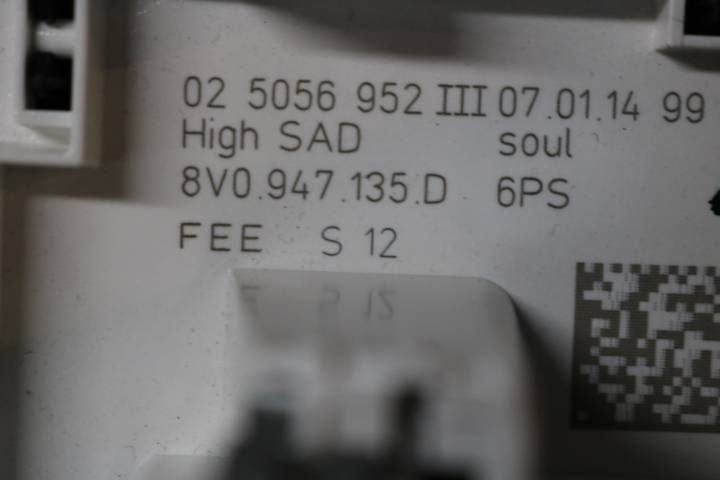 02 5056 952 III 07.01.14 99
High SAD soul
8V0.947.135.D 6PS
FEE S 12